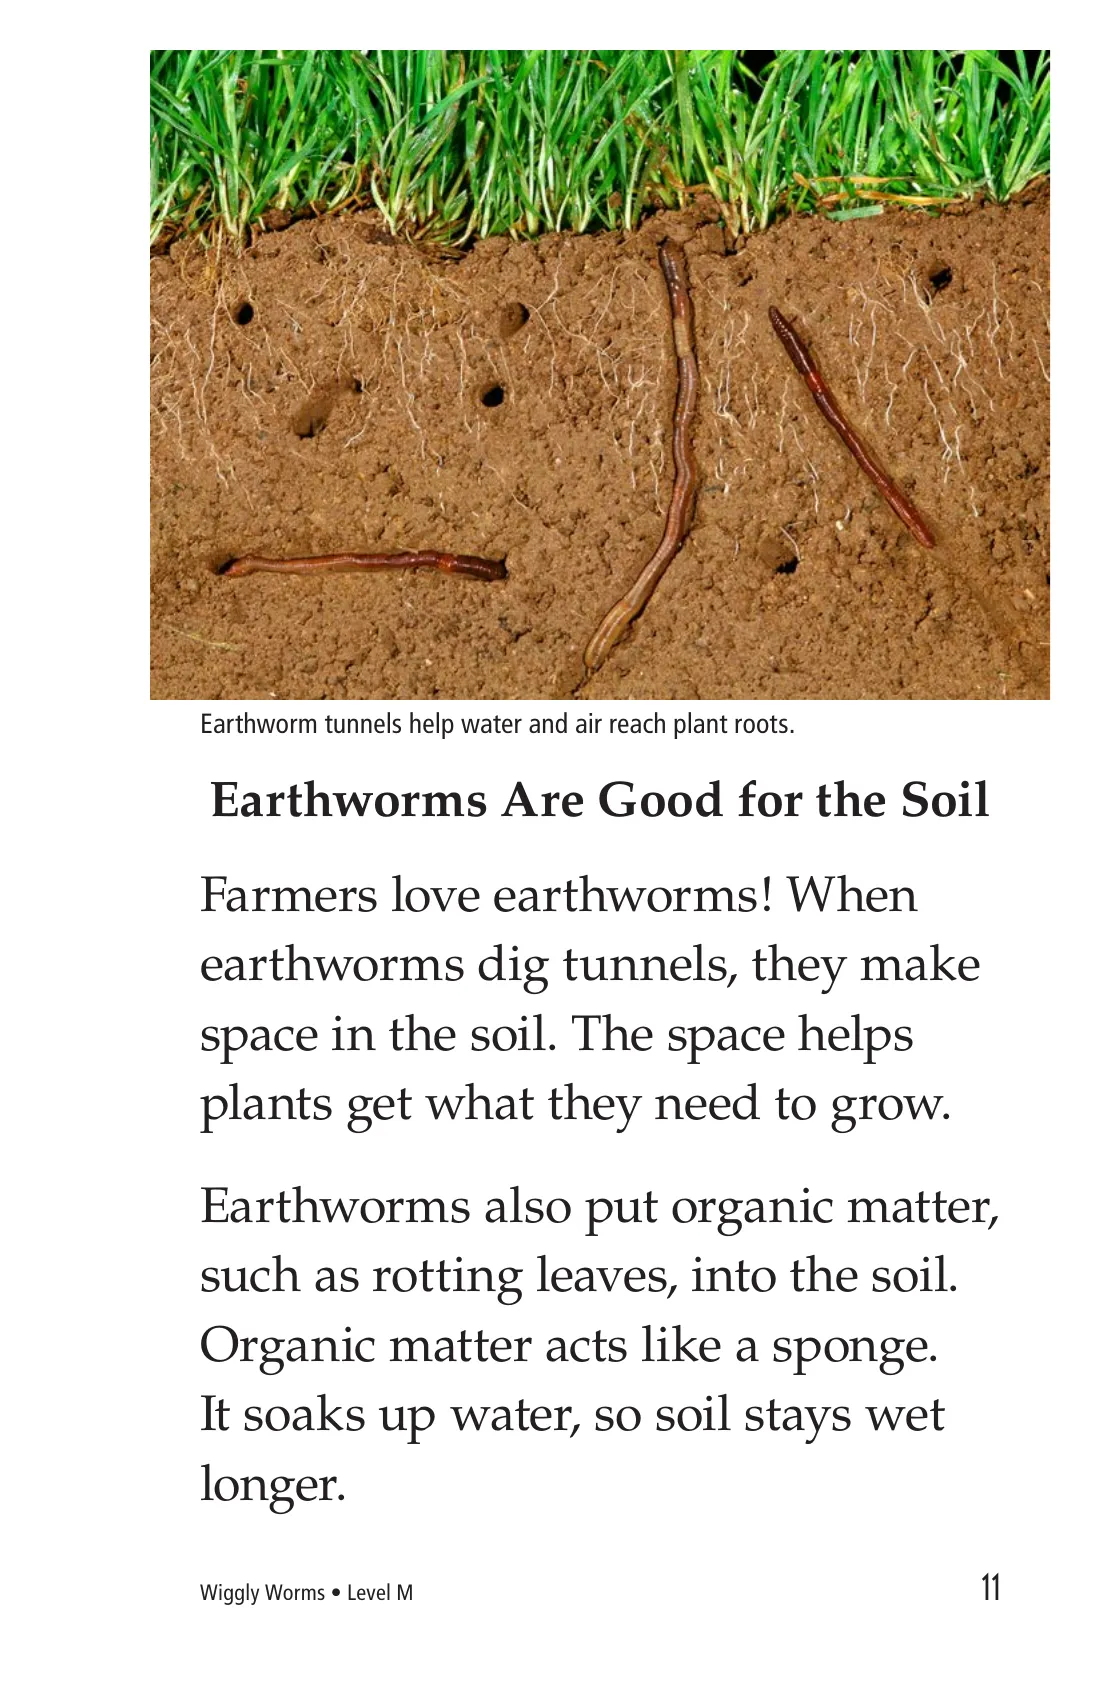 Earthworm tunnels help water and air reach plant roots.
Earthworms Are Good for the Soil
Farmers love earthworms! When
earthworms dig tunnels, they make
space in the soil. The space helps
plants get what they need to grow.
Earthworms also put organic matter,
such as rotting leaves, into the soil.
Organic matter acts like a sponge.
It soaks up water, so soil stays wet
longer.
Wiggly Worms • Level M
11